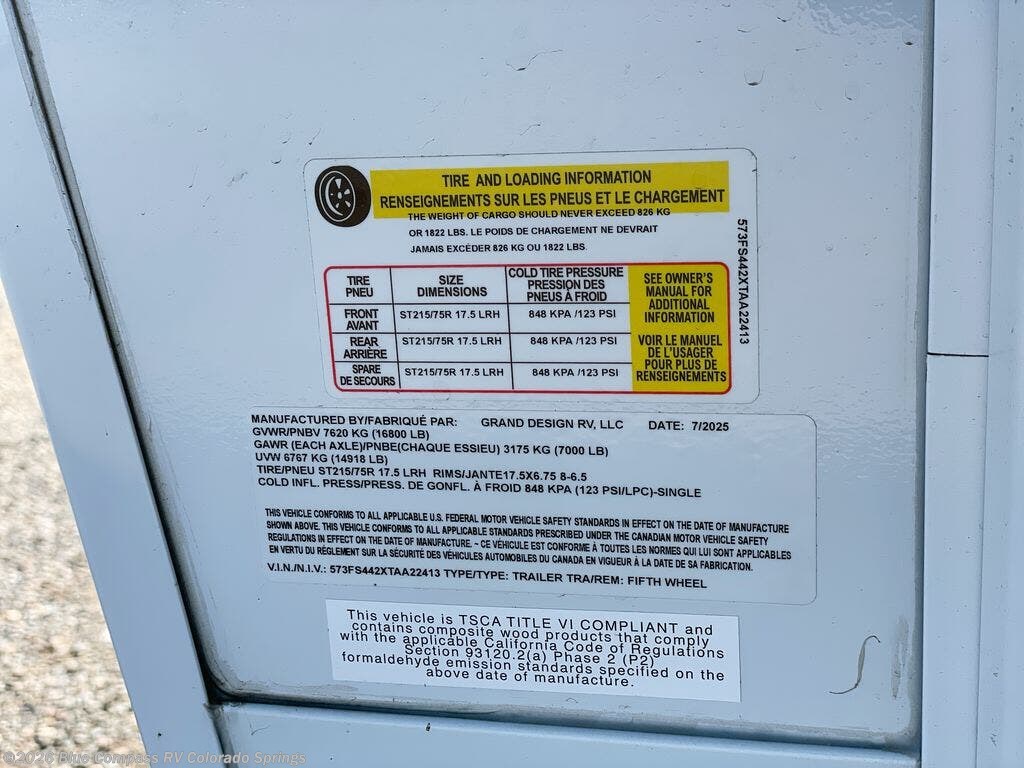 TIRE AND LOADING INFORMATION
RENSEIGNEMENTS SUR LES PNEUS ET LE CHARGEMENT
THE WEIGHT OF CARGO SHOULD NEVER EXCEED 826 KG
OR 1822 LBS. LE POIDS DE CHARGEMENT NE DEVRAIT
JAMAIS EXCÉDER 826 KG OU 1822 LBS.
TIRE
PNEU
SIZE
DIMENSIONS
COLD TIRE PRESSURE
PRESSION DES
PNEUS À FROID
FRONT
AVANT
ST215/75R 17.5 LRH
848 KPA /123 PSI
REAR
ARRIÈRE
ST215/75R 17.5 LRH
848 KPA /123 PSI
SPARE
DE SECOURS
ST215/75R 17.5 LRH
848 KPA /123 PSI
SEE OWNER'S
MANUAL FOR
ADDITIONAL
INFORMATION
VOIR LE MANUEL
DE L'USAGER
POUR PLUS DE
RENSEIGNEMENTS
573FS442XTAA22413
MANUFACTURED BY/FABRIQUÉ PAR: GRAND DESIGN RV, LLC DATE: 7/2025
GVWR/PNBV 7620 KG (16800 LB)
GAWR (EACH AXLE)/PNBE(CHAQUE ESSIEU) 3175 KG (7000 LB)
UVW 6767 KG (14918 LB)
TIRE/PNEU ST215/75R 17.5 LRH RIMS/JANTE17.5X6.75 8-6.5
COLD INFL. PRESS/PRESS. DE GONFL. À FROID 848 KPA (123 PSI/LPC)-SINGLE
THIS VEHICLE CONFORMS TO ALL APPLICABLE U.S. FEDERAL MOTOR VEHICLE SAFETY STANDARDS IN EFFECT ON THE DATE OF MANUFACTURE
SHOWN ABOVE. THIS VEHICLE CONFORMS TO ALL APPLICABLE STANDARDS PRESCRIBED UNDER THE CANADIAN MOTOR VEHICLE SAFETY
REGULATIONS IN EFFECT ON THE DATE OF MANUFACTURE. ~ CE VÉHICULE EST CONFORME À TOUTES LES NORMES QUI LUI SONT APPLICABLES
EN VERTU DU RÉGLEMENT SUR LA SÉCURITÉ DES VÉHICULES AUTOMOBILES DU CANADA EN VIGUEUR À LA DATE DE SA FABRICATION.
V.I.N./N.I.V.: 573FS442XTAA22413 TYPE/TYPE: TRAILER TRA/REM: FIFTH WHEEL
This vehicle is TSCA TITLE VI COMPLIANT and
contains composite wood products that comply
with the applicable California Code of Regulations
Section 93120.2(a) Phase 2 (P2)
formaldehyde emission standards specified on the
above date of manufacture.
©2026 Blue Compass RV Colorado Springs